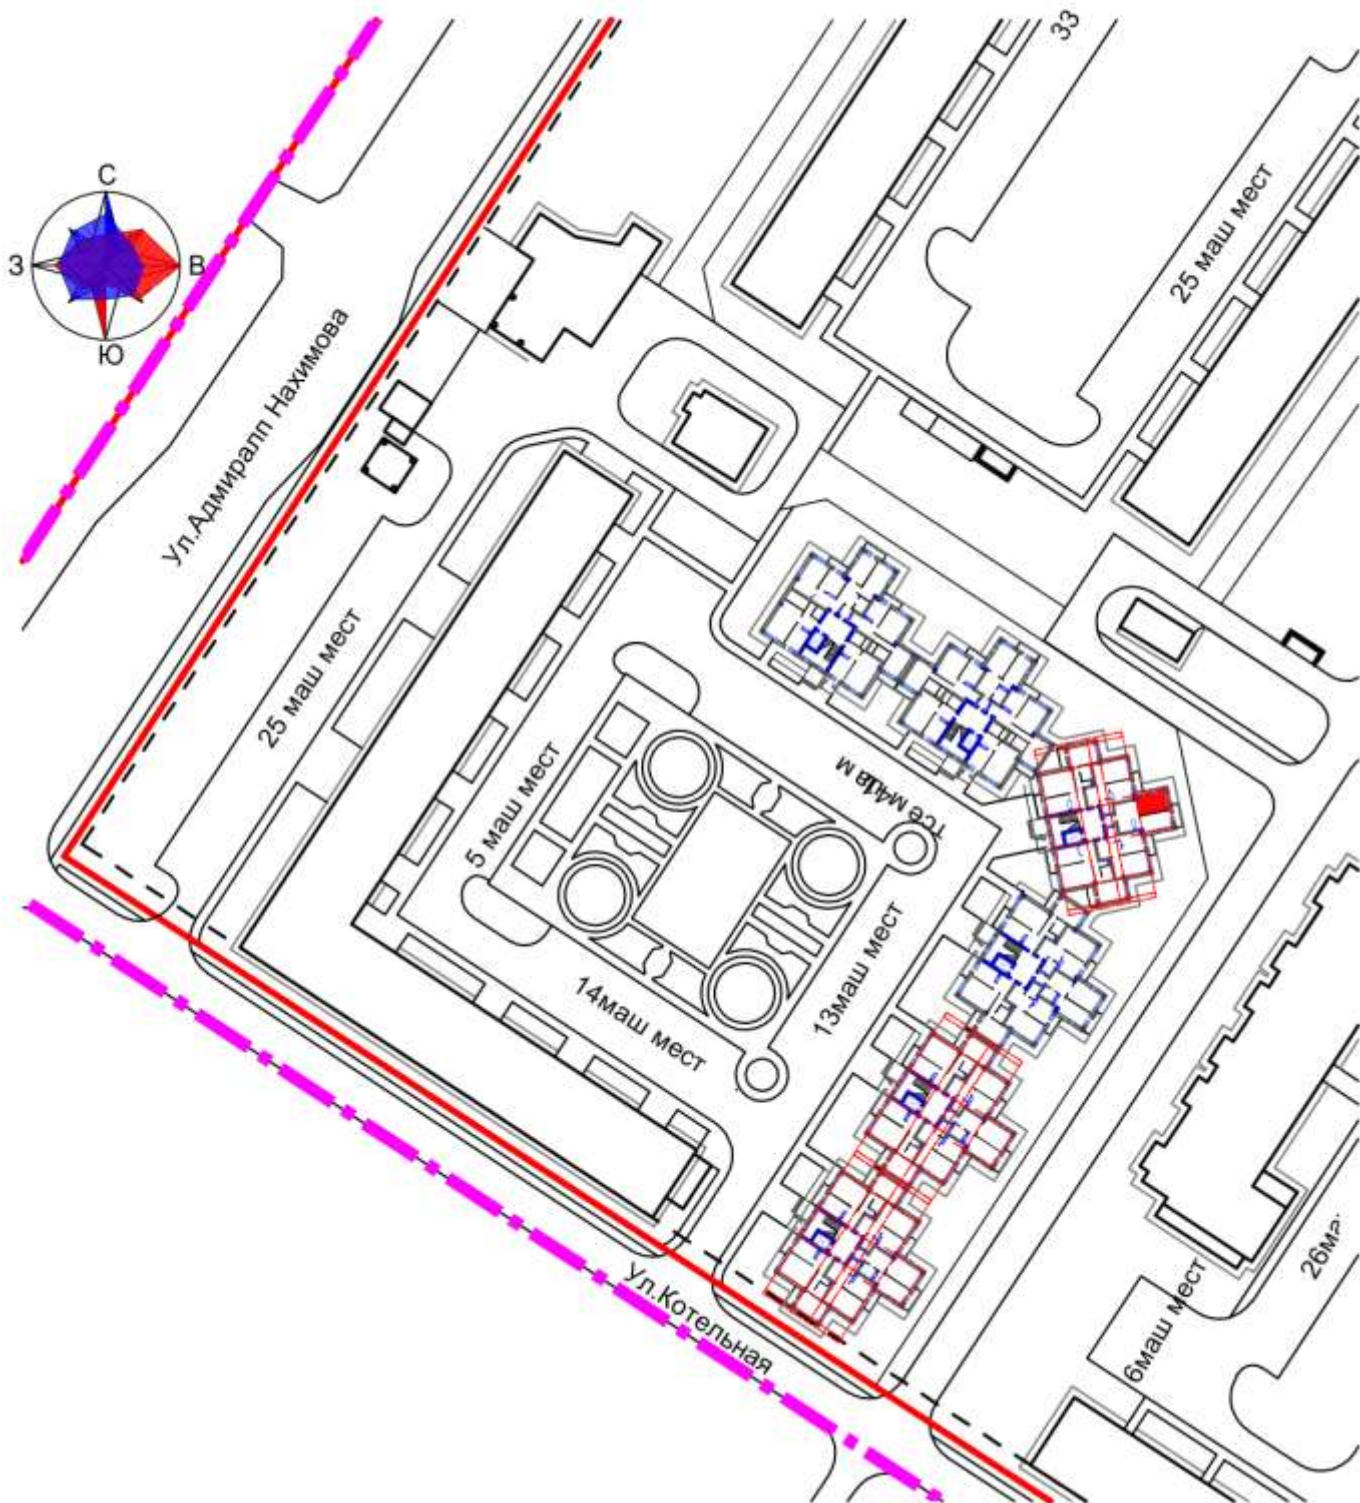 33
С
З
В
Ю
25 маш мест
Ул.Адмиралп Нахимова
25 маш мест
5 маш мест
13маш мест
14маш мест
Ул.Котельная
6маш мест